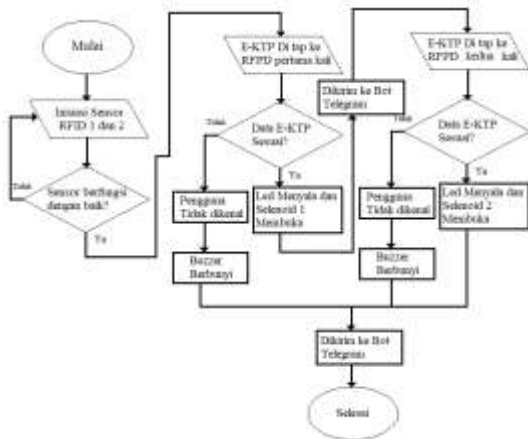 Mulai
Inisiasi Sensor
RFID 1 dan 2
Sensor berfungsi
dengan baik?
Tidak
Ya
E-KTP Di tap ke
RFPD pertama kali
Data E-KTP
Sesuai?
Tidak
Ya
Pengguna
Tidak dikenal
Buzzer
Berbunyi
Led Menyala dan
Selenoid 1
Membuka
Dikirim ke Bot
Telegram
E-KTP Di tap ke
RFPD kedua kali
Data E-KTP
Sesuai?
Tidak
Ya
Pengguna
Tidak dikenal
Buzzer
Berbunyi
Led Menyala dan
Selenoid 2
Membuka
Dikirim ke Bot
Telegram
Selesai